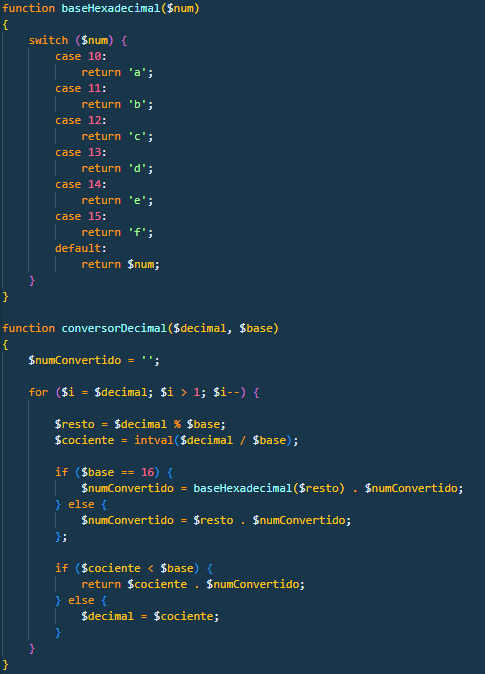 function baseHexadecimal($num)
{
    switch ($num) {
        case 10:
            return 'a';
        case 11:
            return 'b';
        case 12:
            return 'c';
        case 13:
            return 'd';
        case 14:
            return 'e';
        case 15:
            return 'f';
        default:
            return $num;
    }
}

function conversorDecimal($decimal, $base)
{
    $numConvertido = '';

    for ($i = $decimal; $i > 1; $i--) {

        $resto = $decimal % $base;
        $cociente = intval($decimal / $base);

        if ($base == 16) {
            $numConvertido = baseHexadecimal($resto) . $numConvertido;
        } else {
            $numConvertido = $resto . $numConvertido;
        };

        if ($cociente < $base) {
            return $cociente . $numConvertido;
        } else {
            $decimal = $cociente;
        }
    }
}